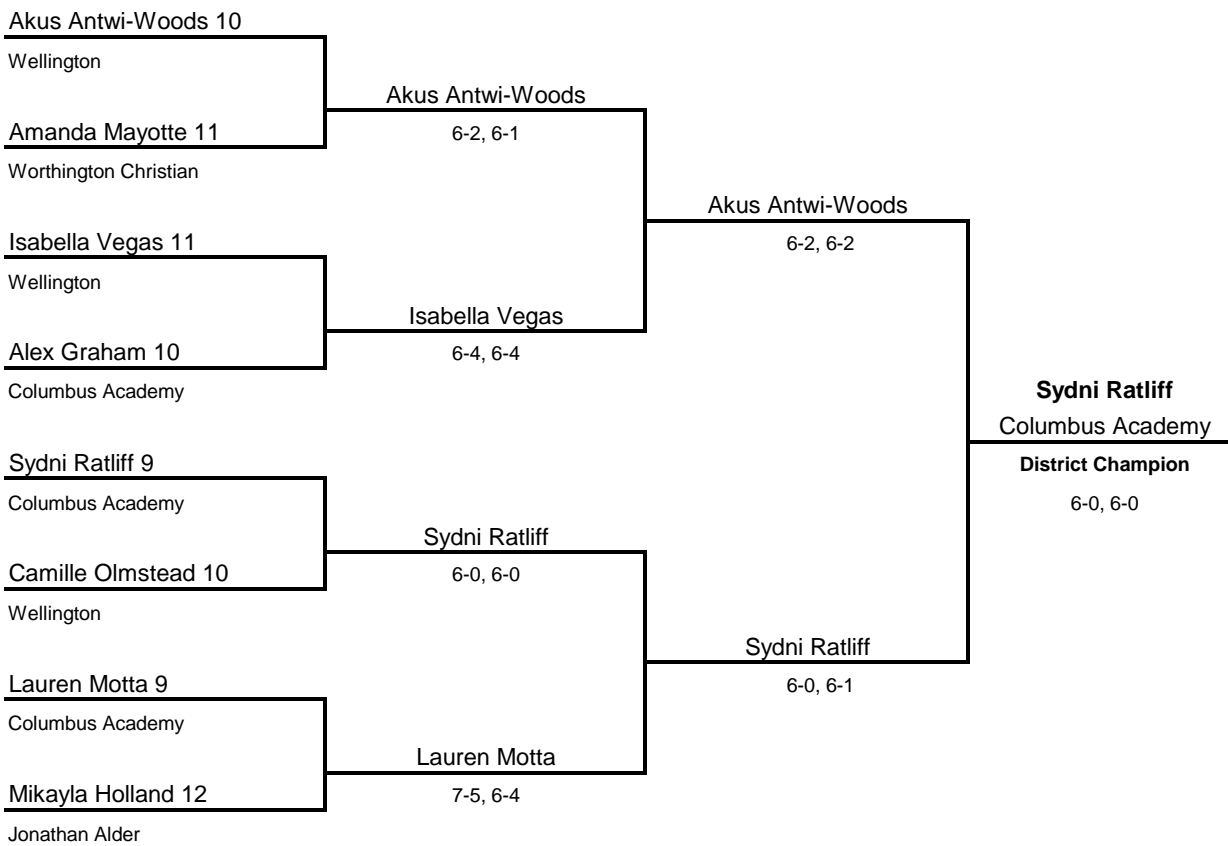 Akus Antwi-Woods 10
Wellington
Akus Antwi-Woods
Amanda Mayotte 11
6-2, 6-1
Worthington Christian
Akus Antwi-Woods
Isabella Vegas 11
6-2, 6-2
Wellington
Isabella Vegas
Alex Graham 10
6-4, 6-4
Columbus Academy
Sydni Ratliff
Columbus Academy
Sydni Ratliff 9
District Champion
Columbus Academy
6-0, 6-0
Sydni Ratliff
Camille Olmstead 10
6-0, 6-0
Wellington
Sydni Ratliff
Lauren Motta 9
6-0, 6-1
Columbus Academy
Lauren Motta
Mikayla Holland 12
7-5, 6-4
Jonathan Alder